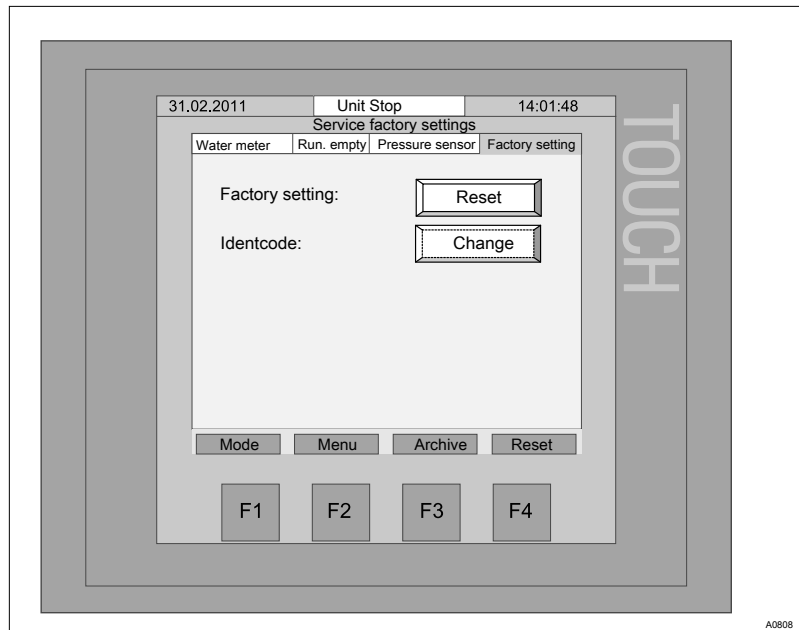 31.02.2011 Unit Stop 14:01:48
Service factory settings
Water meter Run. empty Pressure sensor Factory setting
Factory setting: Reset
Identcode: Change
Mode Menu Archive Reset
F1 F2 F3 F4
TOUCH
A0808